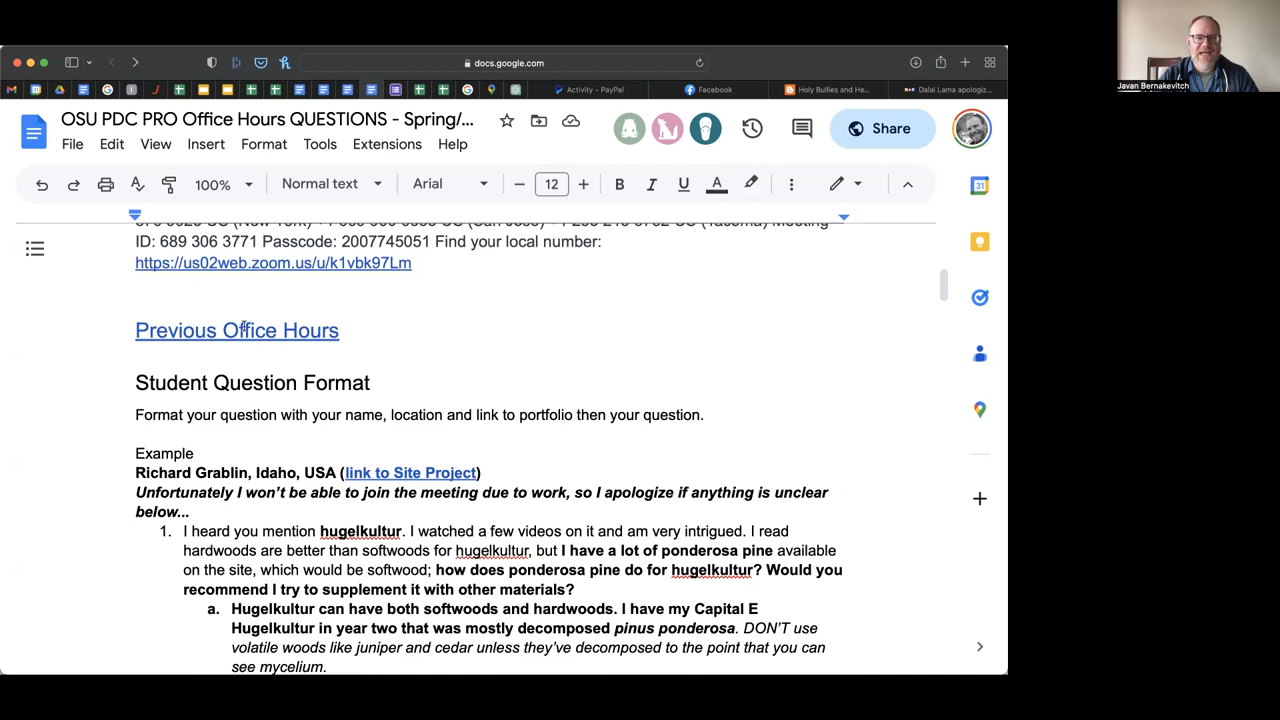 Javan Bernakevitch
docs.google.com
Activity - PayPal
Facebook
Holy Bullies and He...
Dalai Lama apologiz...
OSU PDC PRO Office Hours QUESTIONS - Spring/...
Share
File Edit View Insert Format Tools Extensions Help
100% Normal text Arial 12 B I U A
31
ID: 689 306 3771 Passcode: 2007745051 Find your local number:
https://us02web.zoom.us/u/k1vbk97Lm
Previous Office Hours
Student Question Format
Format your question with your name, location and link to portfolio then your question.
Example
Richard Grablin, Idaho, USA (link to Site Project)
Unfortunately I won't be able to join the meeting due to work, so I apologize if anything is unclear
below...
1. I heard you mention hugelkultur. I watched a few videos on it and am very intrigued. I read
hardwoods are better than softwoods for hugelkultur, but I have a lot of ponderosa pine available
on the site, which would be softwood; how does ponderosa pine do for hugelkultur? Would you
recommend I try to supplement it with other materials?
a. Hugelkultur can have both softwoods and hardwoods. I have my Capital E
Hugelkultur in year two that was mostly decomposed pinus ponderosa. DON'T use
volatile woods like juniper and cedar unless they've decomposed to the point that you can
see mycelium.